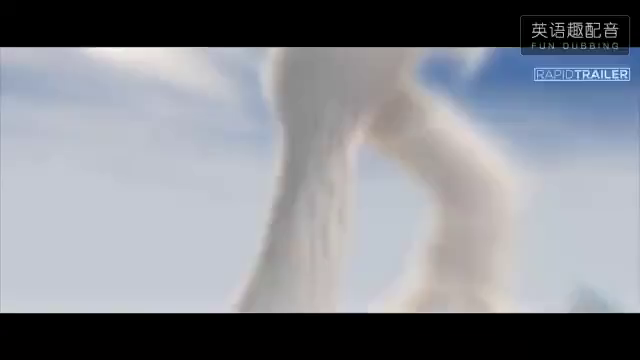 英语趣配音
FUN DUBBING
RAPIDTRAILER